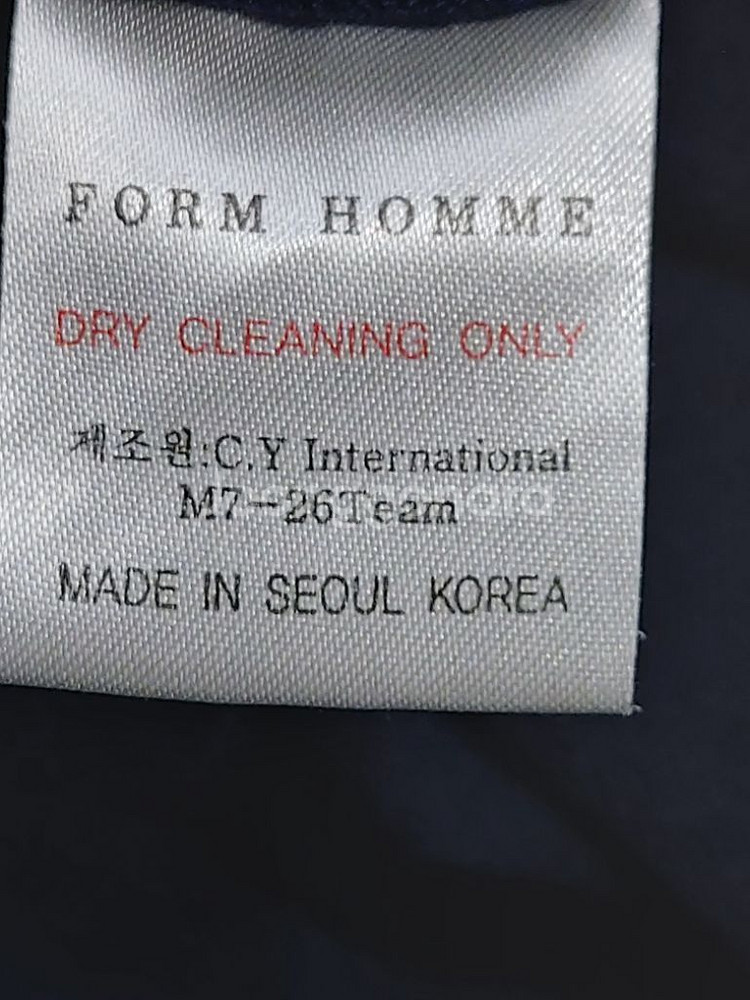 FORM HOMME
DRY CLEANING ONLY
제조원:C.Y International
M7-26Team
MADE IN SEOUL KOREA